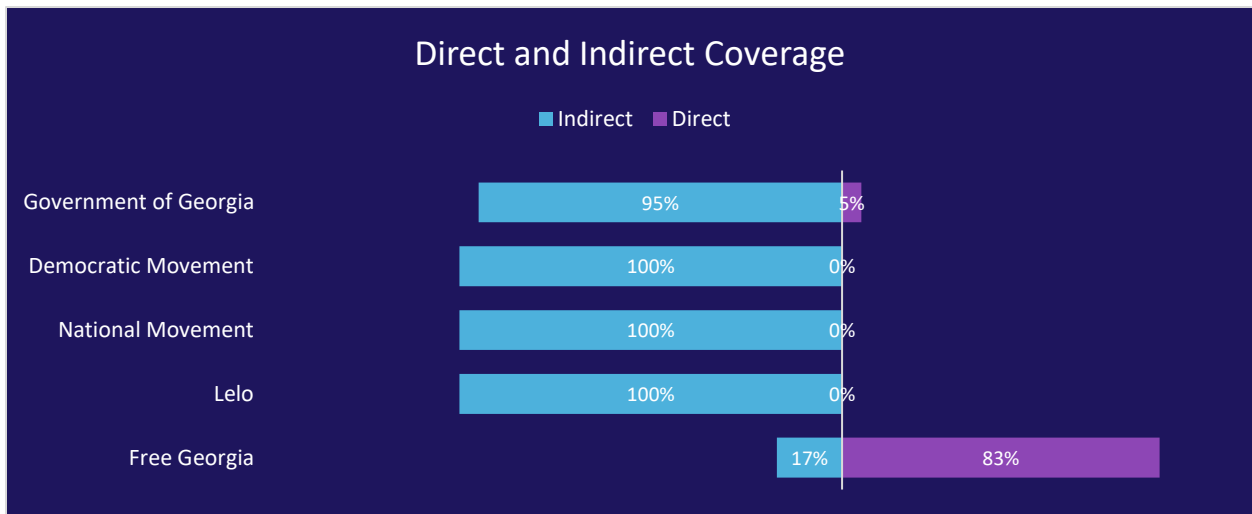 Direct and Indirect Coverage
Indirect Direct
Government of Georgia 95% 5%
Democratic Movement 100% 0%
National Movement 100% 0%
Lelo 100% 0%
Free Georgia 17% 83%